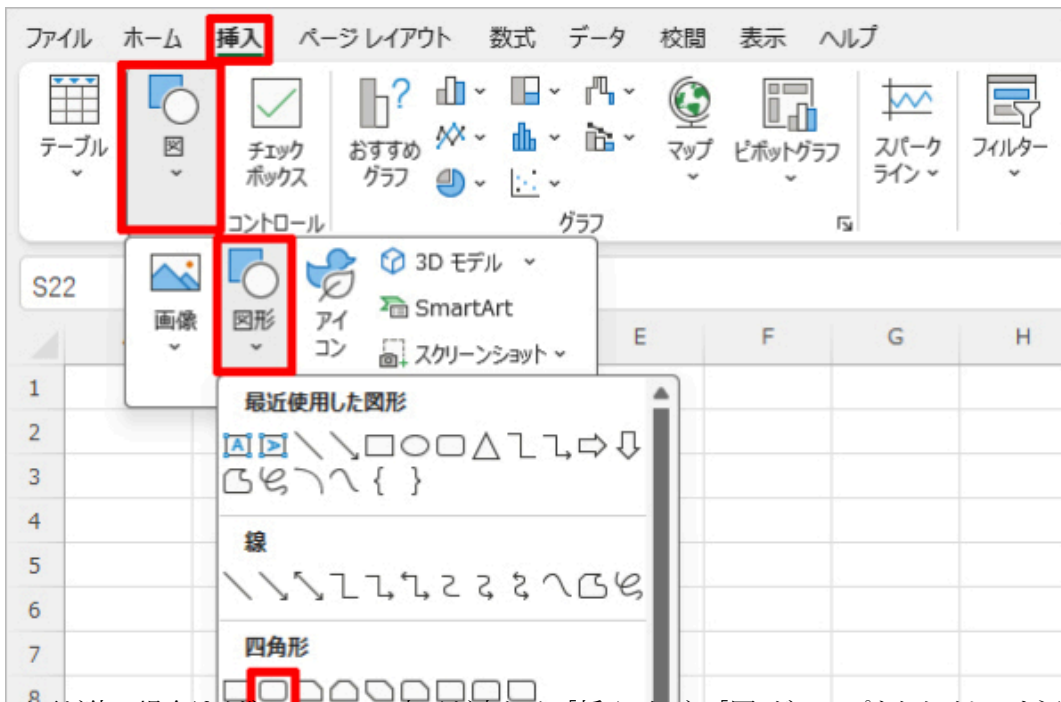 ファイル ホーム 挿入 ページ レイアウト 数式 データ 校閲 表示 ヘルプ
テーブル
図
チェック
ボックス
コントロール
おすすめ
グラフ
グラフ
マップ
ピボットグラフ
スパーク
ライン
フィルター
S22
画像
図形
アイ
コン
3D モデル
SmartArt
スクリーンショット
E F G H
1
2
3
4
5
6
7
8
最近使用した図形
線
四角形